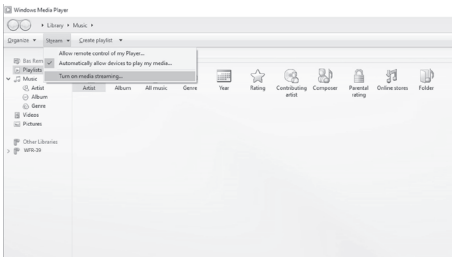 Windows Media Player
Library Music
Organize Stream Create playlist
Allow remote control of my Player...
Automatically allow devices to play my media...
Turn on media streaming...
Playlists
Music
Artist
Album
Genre
Videos
Pictures
Other Libraries
WFR-39
Artist Album All music Genre Year Rating Contributing artist Composer Parental rating Online stores Folder